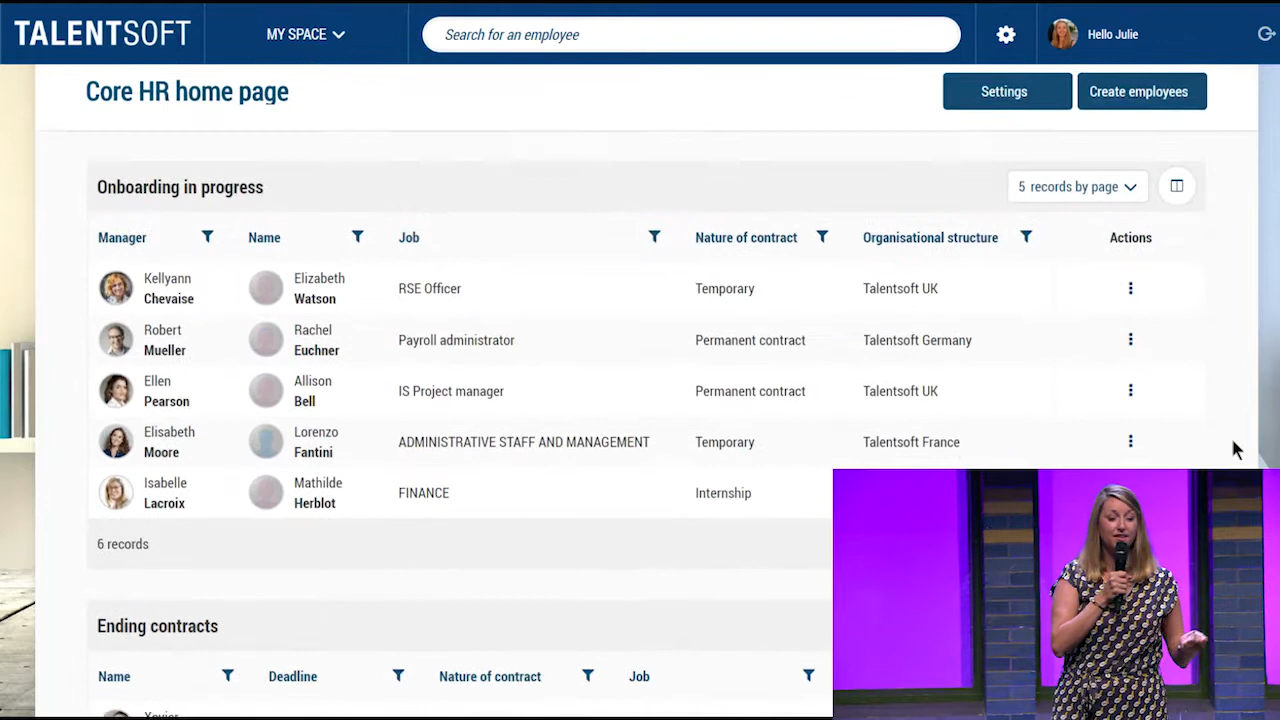 TALENTSOFT
MY SPACE
Search for an employee
Hello Julie
Core HR home page
Settings
Create employees
Onboarding in progress
5 records by page
Manager Name Job Nature of contract Organisational structure Actions
Kellyann Chevaise Elizabeth Watson RSE Officer Temporary Talentsoft UK
Robert Mueller Rachel Euchner Payroll administrator Permanent contract Talentsoft Germany
Ellen Pearson Allison Bell IS Project manager Permanent contract Talentsoft UK
Elisabeth Moore Lorenzo Fantini ADMINISTRATIVE STAFF AND MANAGEMENT Temporary Talentsoft France
Isabelle Lacroix Mathilde Herblot FINANCE Internship
6 records
Ending contracts
Name Deadline Nature of contract Job